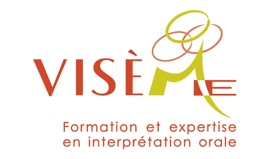 VISÈME
Formation et expertise
en interprétation orale